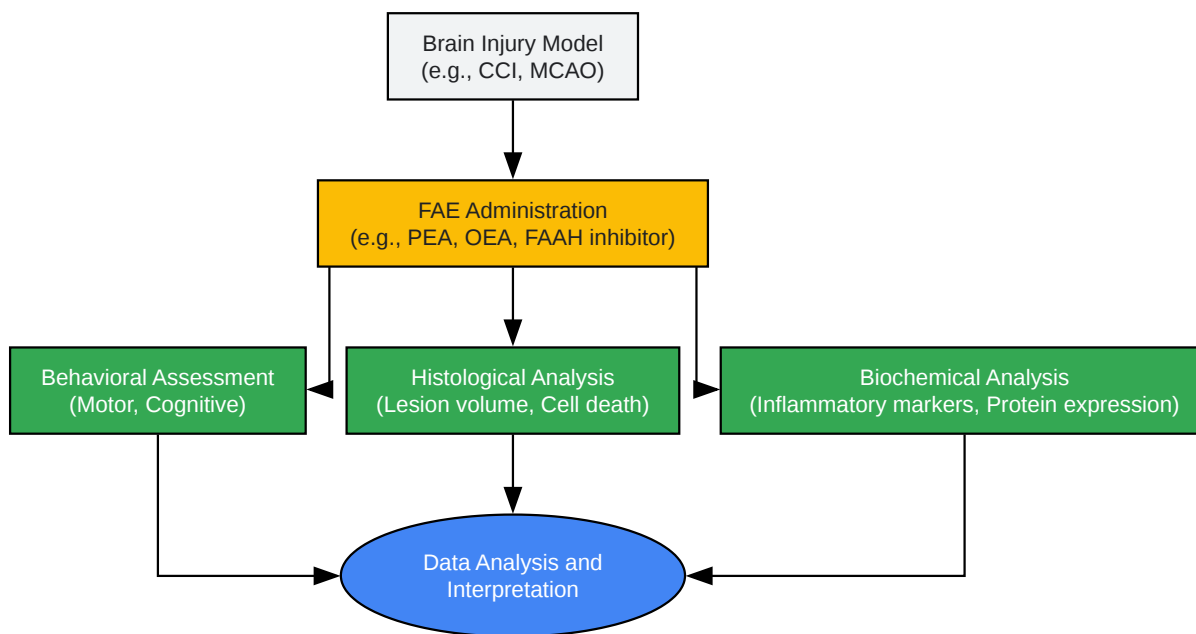 Brain Injury Model
(e.g., CCI, MCAO)
FAE Administration
(e.g., PEA, OEA, FAAH inhibitor)
Behavioral Assessment
(Motor, Cognitive)
Histological Analysis
(Lesion volume, Cell death)
Biochemical Analysis
(Inflammatory markers, Protein expression)
Data Analysis and
Interpretation